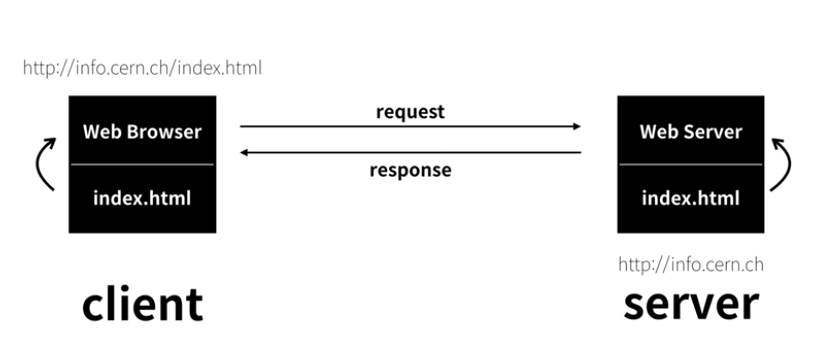 http://info.cern.ch/index.html
Web Browser
index.html
request
response
Web Server
index.html
http://info.cern.ch
client
server